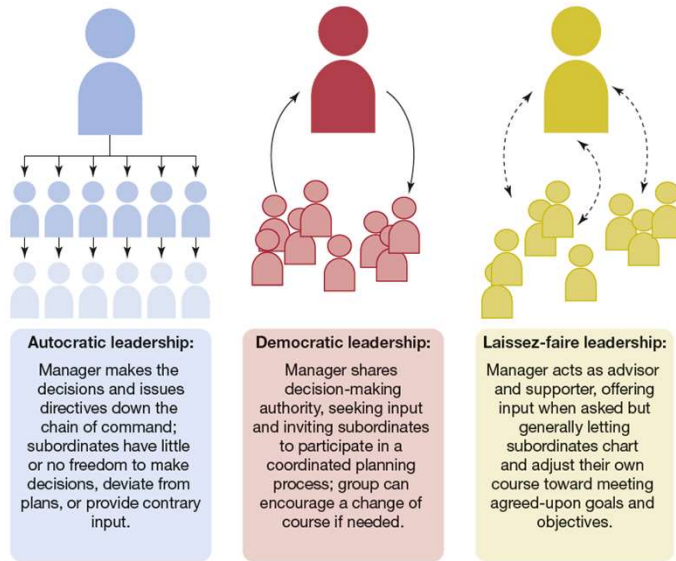 Autocratic leadership:
Manager makes the
decisions and issues
directives down the
chain of command;
subordinates have little
or no freedom to make
decisions, deviate from
plans, or provide contrary
input.
Democratic leadership:
Manager shares
decision-making
authority, seeking input
and inviting subordinates
to participate in a
coordinated planning
process; group can
encourage a change of
course if needed.
Laissez-faire leadership:
Manager acts as advisor
and supporter, offering
input when asked but
generally letting
subordinates chart
and adjust their own
course toward meeting
agreed-upon goals and
objectives.